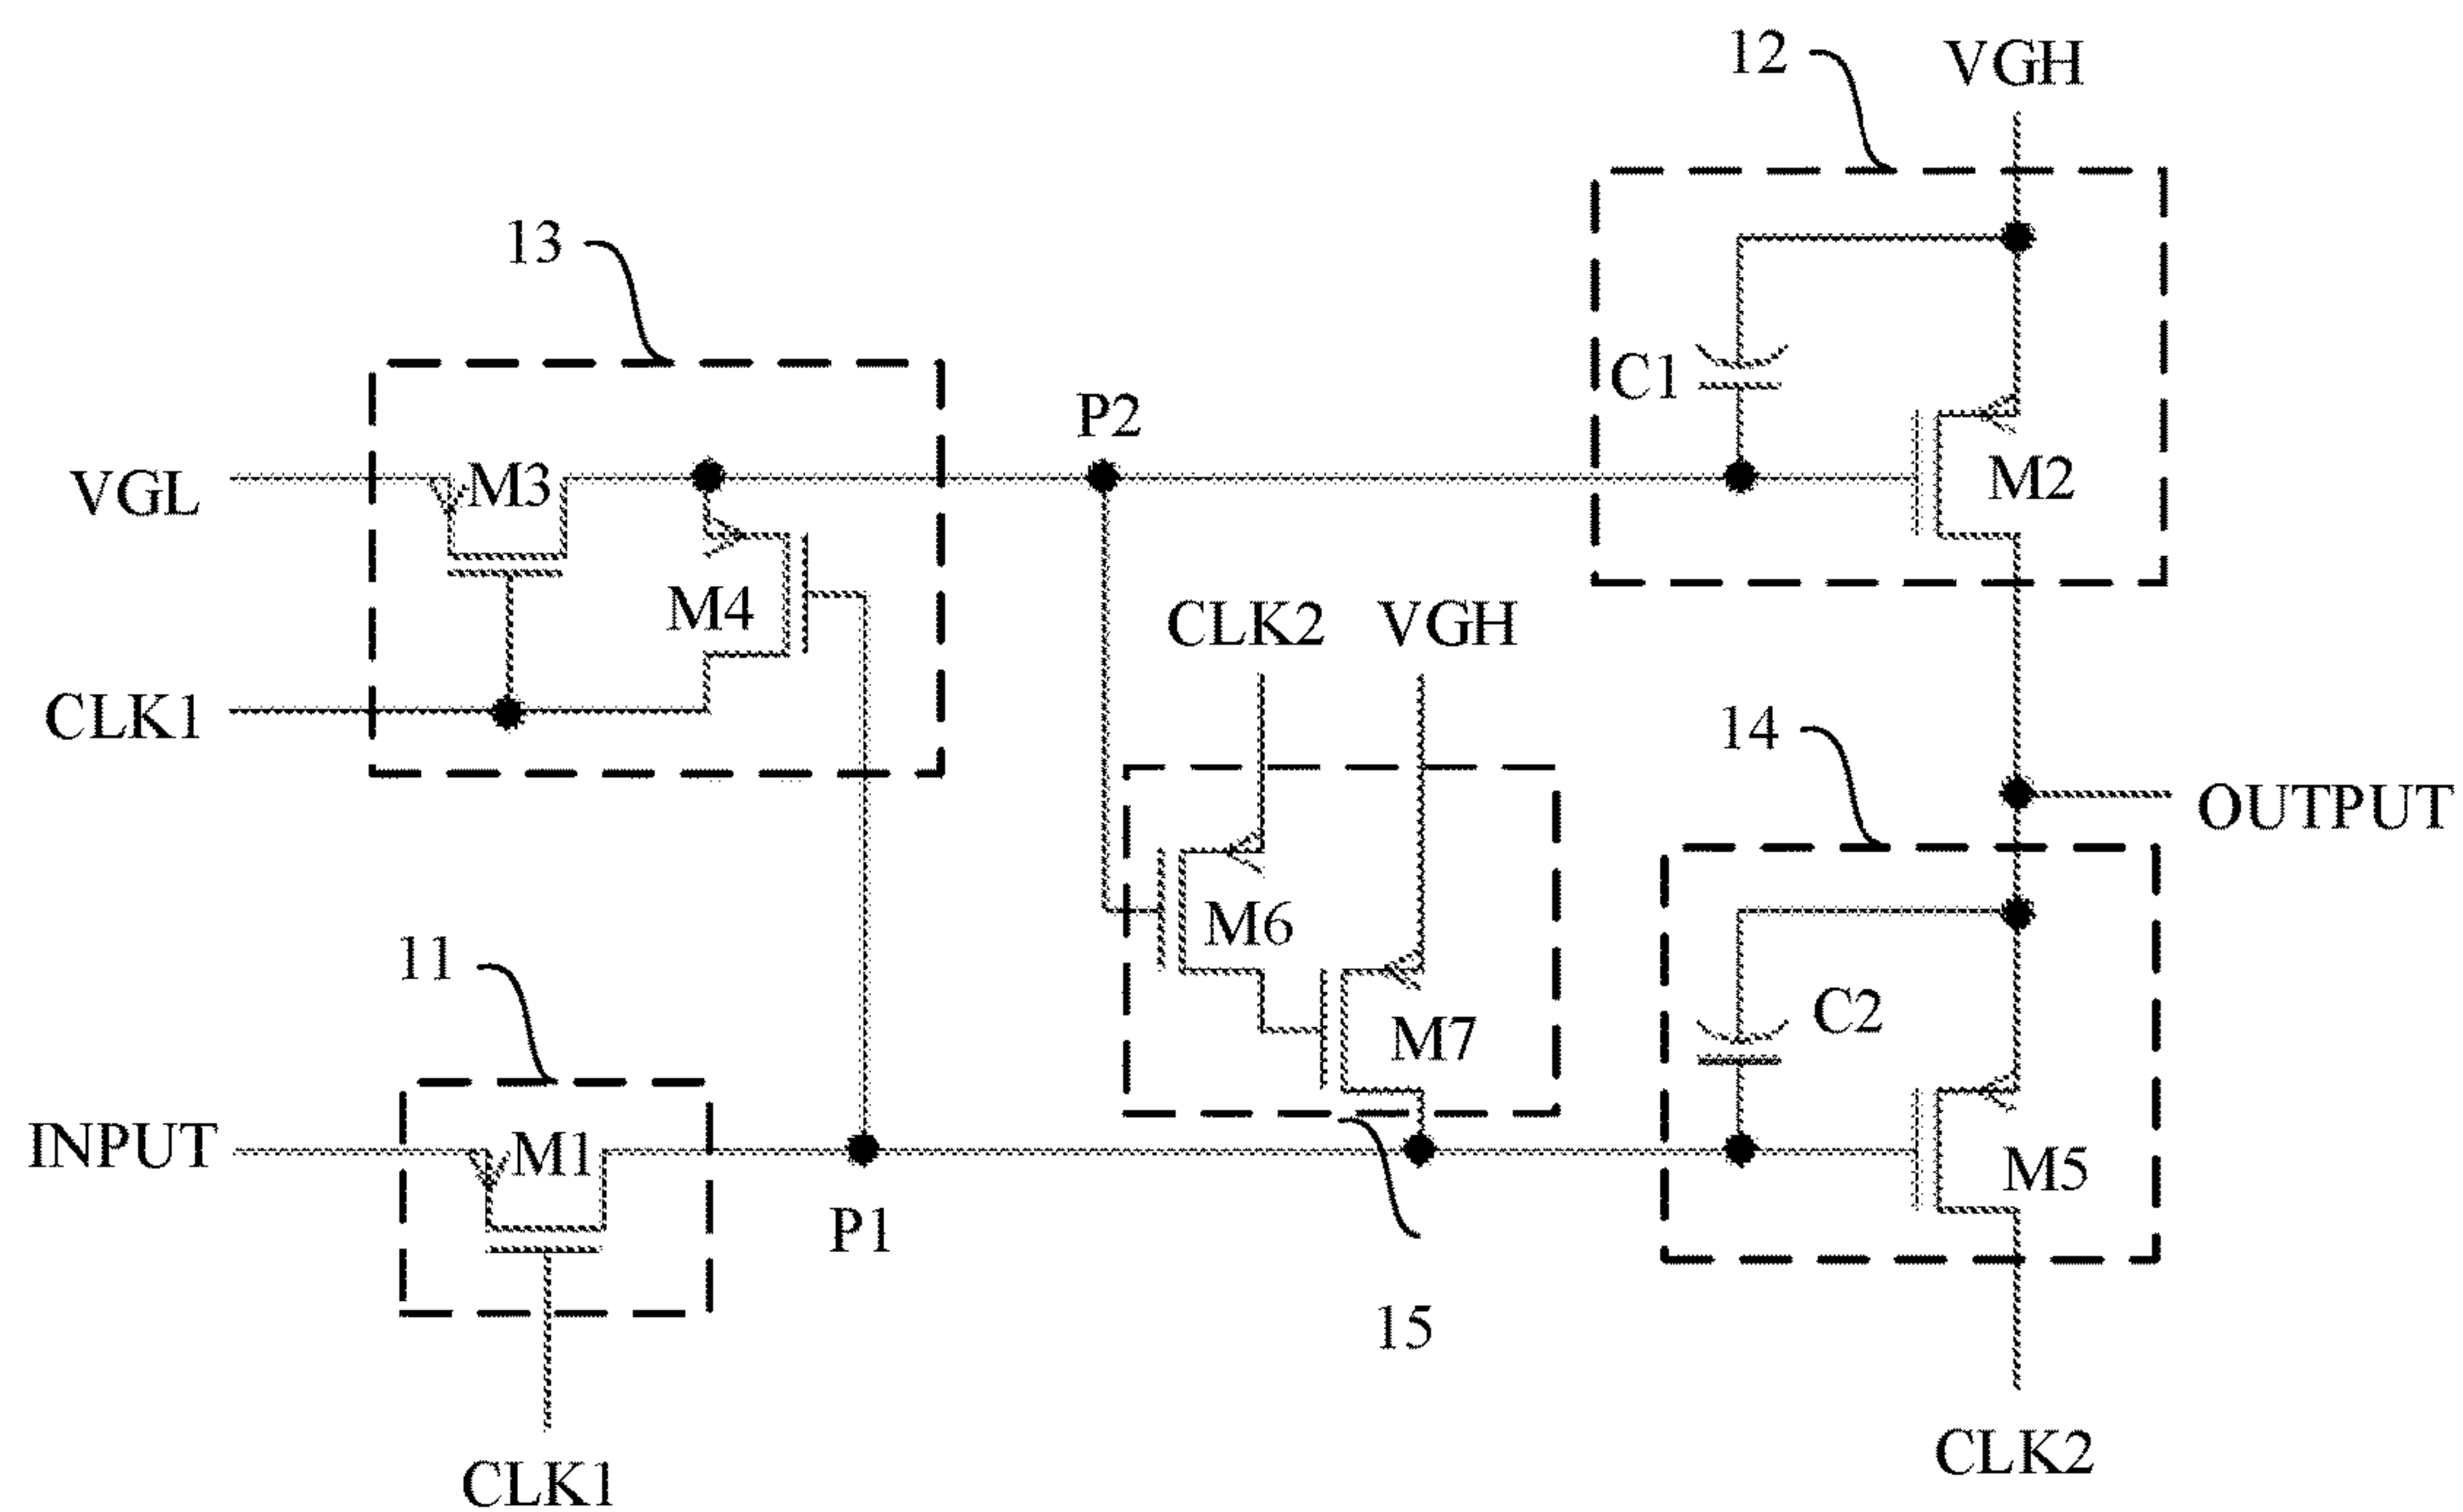 12
VGH
13
C1
P2
M3
VGL
M2
M4
CLK2
VGH
CLK1
14
OUTPUT
M6
11
C2
M7
INPUT
M1
M5
P1
15
CLK2
CLK1